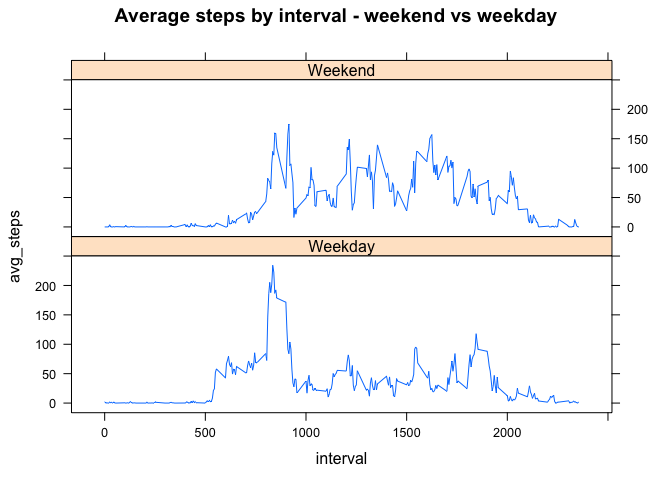 Average steps by interval - weekend vs weekday
Weekend
200
150
100
50
0
avg_steps
Weekday
200
150
100
50
0
0 500 1000 1500 2000
interval